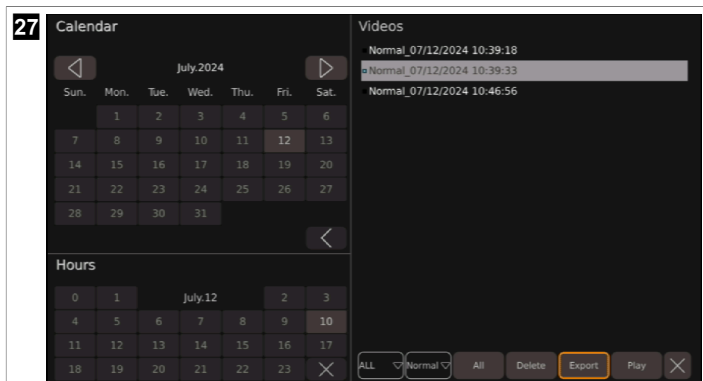 27
Calendar
July.2024
Sun. Mon. Tue. Wed. Thu. Fri. Sat.
1 2 3 4 5 6
7 8 9 10 11 12 13
14 15 16 17 18 19 20
21 22 23 24 25 26 27
28 29 30 31
Hours
0 1 July.12 2 3
4 5 6 7 8 9 10
11 12 13 14 15 16 17
18 19 20 21 22 23
Videos
Normal_07/12/2024 10:39:18
Normal_07/12/2024 10:39:33
Normal_07/12/2024 10:46:56
ALL Normal All Delete Export Play